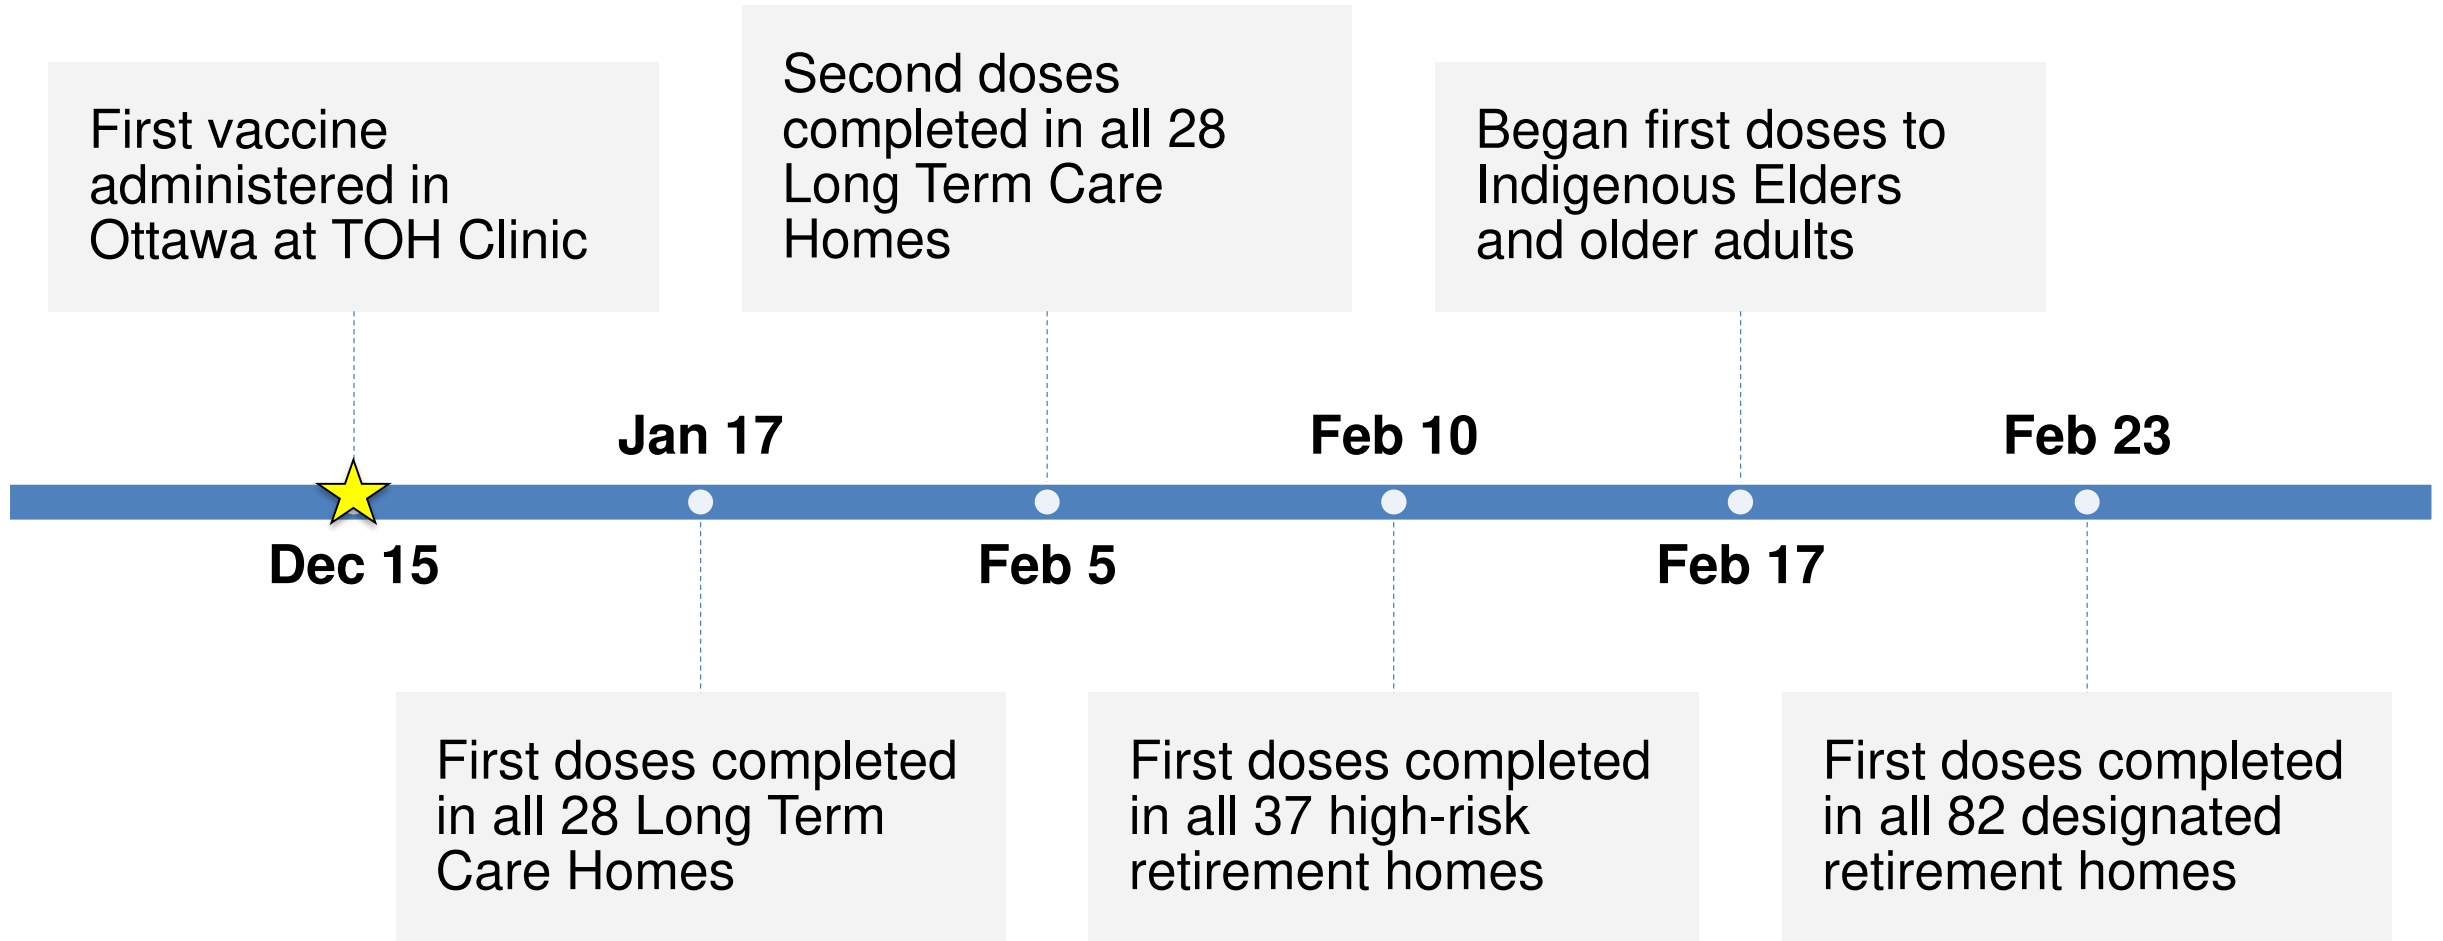 First vaccine
administered in
Ottawa at TOH Clinic
Dec 15
Jan 17
First doses completed
in all 28 Long Term
Care Homes
Second doses
completed in all 28
Long Term Care
Homes
Feb 5
Feb 10
First doses completed
in all 37 high-risk
retirement homes
Began first doses to
Indigenous Elders
and older adults
Feb 17
Feb 23
First doses completed
in all 82 designated
retirement homes